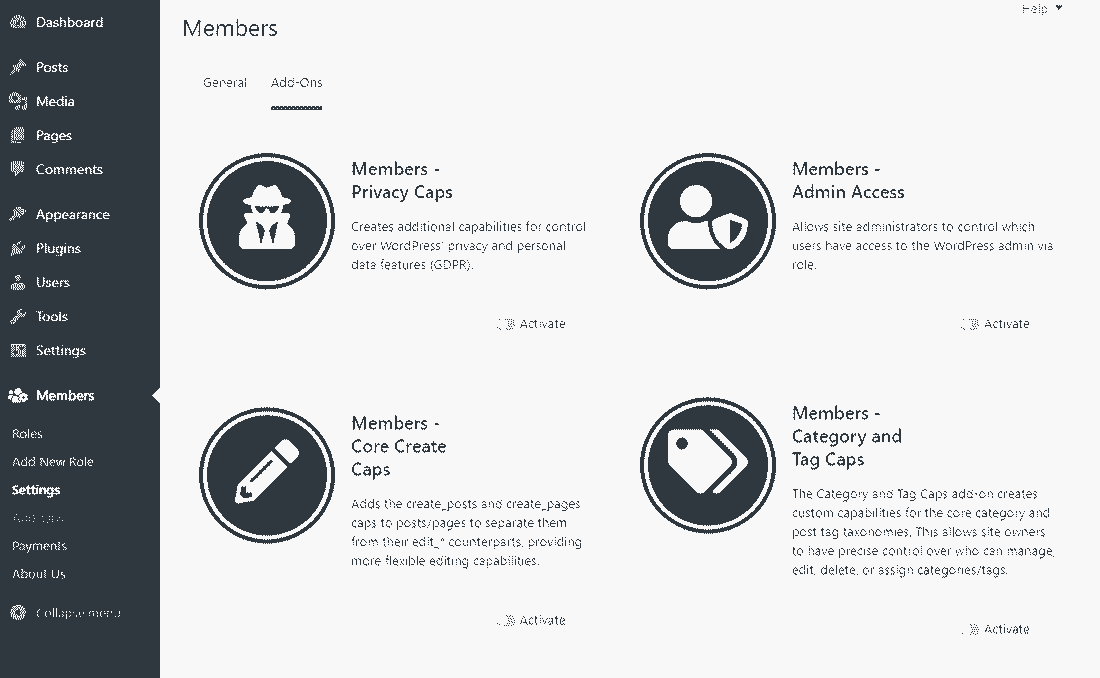 Dashboard
Posts
Media
Pages
Comments
Appearance
Plugins
Users
Tools
Settings
Members
Roles
Add New Role
Settings
Payments
About Us
Collapse menu
Help
Members
General
Add-Ons
Members -
Privacy Caps
Creates additional capabilities for control
over WordPress' privacy and personal
data features (GDPR).
Activate
Members -
Admin Access
Allows site administrators to control which
users have access to the WordPress admin via
role.
Activate
Members -
Core Create
Caps
Adds the create_posts and create_pages
caps to posts/pages to separate them
from their edit_* counterparts, providing
more flexible editing capabilities.
Activate
Members -
Category and
Tag Caps
The Category and Tag Caps add-on creates
custom capabilities for the core category and
post tag taxonomies. This allows site owners
to have precise control over who can manage,
edit, delete, or assign categories/tags.
Activate